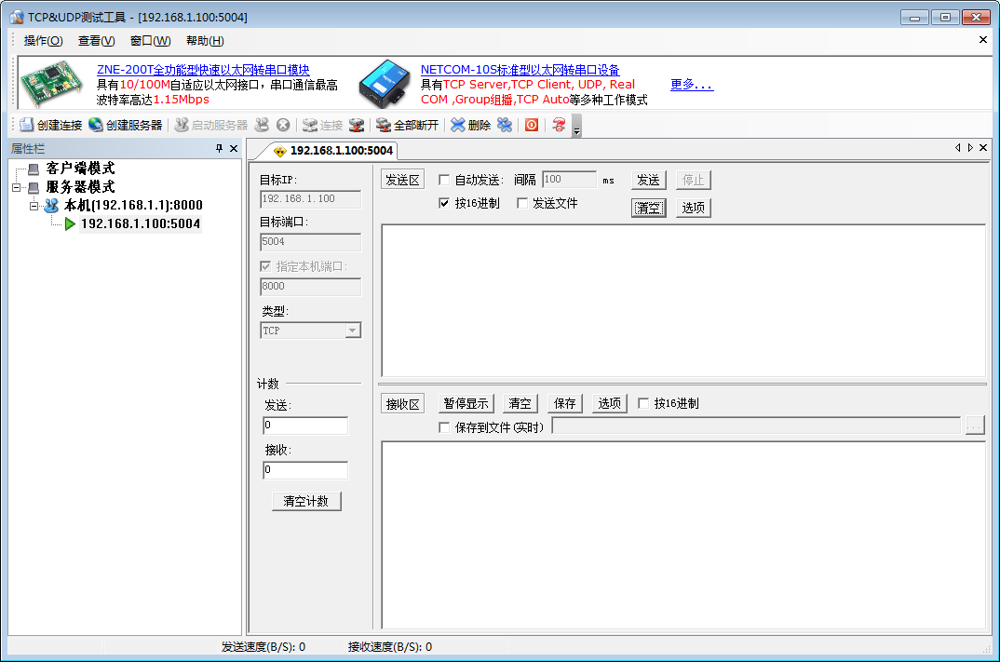 TCP&UDP测试工具 - [192.168.1.100:5004]
操作(O) 查看(V) 窗口(W) 帮助(H)
ZNE-200T全功能型快速以太网转串口模块
具有10/100M自适应以太网接口，串口通信最高
波特率高达1.15Mbps
NETCOM-10S标准型以太网转串口设备
具有TCP Server,TCP Client, UDP, Real
COM ,Group组播,TCP Auto等多种工作模式
更多...
创建连接 创建服务器 启动服务器 连接 全部断开 删除
属性栏
客户端模式
服务器模式
本机(192.168.1.1):8000
192.168.1.100:5004
192.168.1.100:5004
目标IP:
192.168.1.100
目标端口:
5004
指定本机端口:
8000
类型:
TCP
计数
发送:
0
接收:
0
清空计数
发送区 自动发送: 间隔 100 ms 发送 停止
按16进制 发送文件 清空 选项
接收区 暂停显示 清空 保存 选项 按16进制
保存到文件(实时) ...
发送速度(B/S): 0 接收速度(B/S): 0